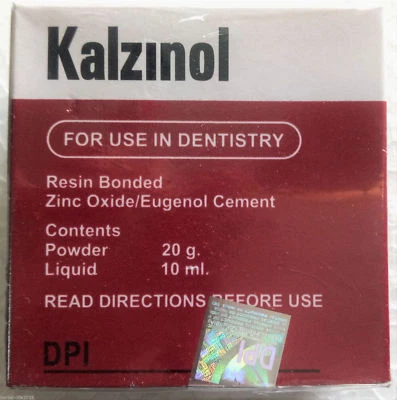 Kalzinol
FOR USE IN DENTISTRY
Resin Bonded
Zinc Oxide/Eugenol Cement
Contents
Powder 20 g.
Liquid 10 ml.
READ DIRECTIONS BEFORE USE
DPI
DPI